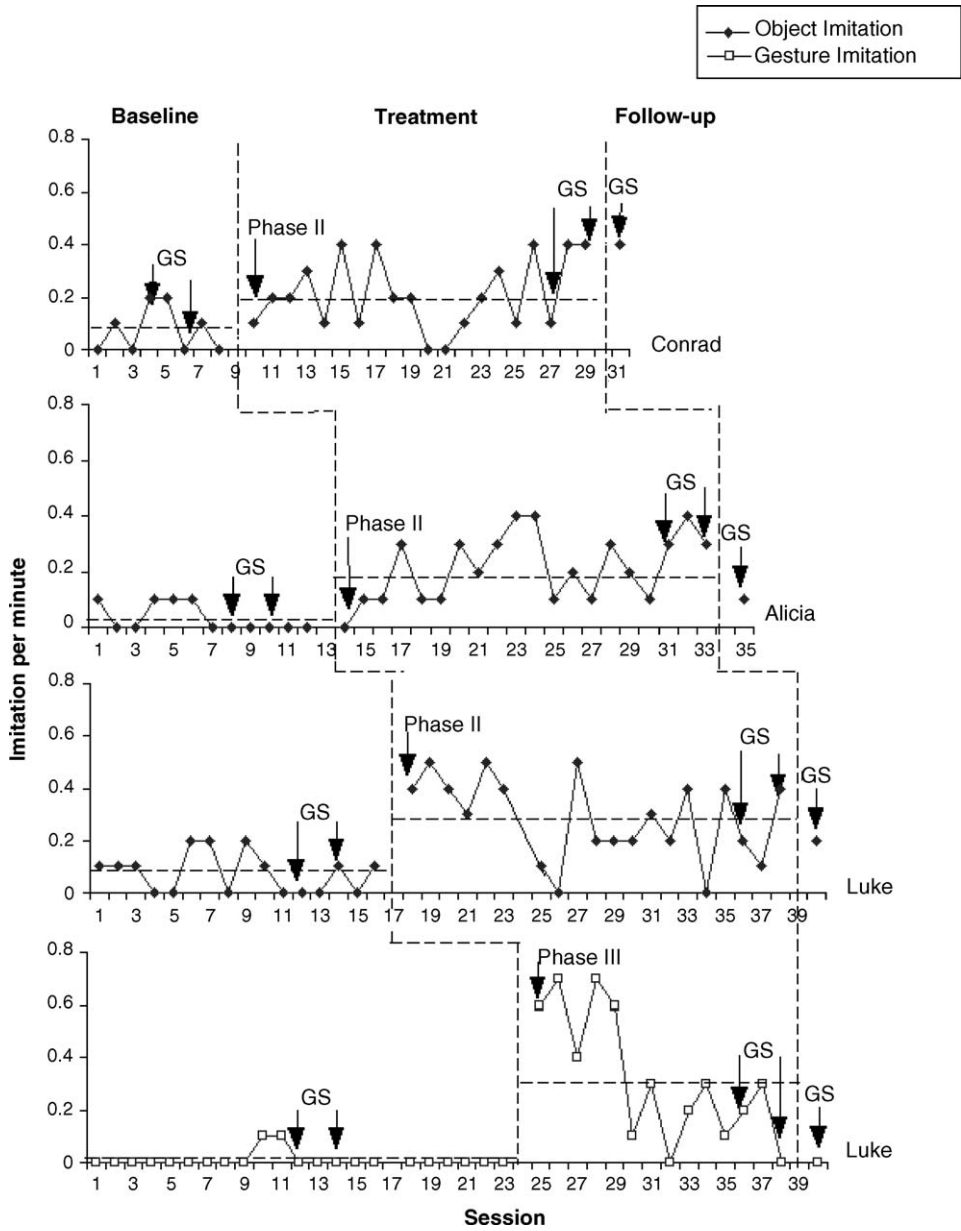 Object Imitation
Gesture Imitation
Baseline Treatment Follow-up
0.8
0.6
0.4
0.2
0
GS
Phase II
GS
GS
Conrad
1 3 5 7 9 11 13 15 17 19 21 23 25 27 29 31
0.8
0.6
0.4
0.2
0
GS
Phase II
GS
GS
Alicia
1 3 5 7 9 11 13 15 17 19 21 23 25 27 29 31 33 35
Imitation per minute
0.8
0.6
0.4
0.2
0
GS
Phase II
GS
GS
Luke
1 3 5 7 9 11 13 15 17 19 21 23 25 27 29 31 33 35 37 39
0.8
0.6
0.4
0.2
0
GS
Phase III
GS
GS
Luke
1 3 5 7 9 11 13 15 17 19 21 23 25 27 29 31 33 35 37 39
Session